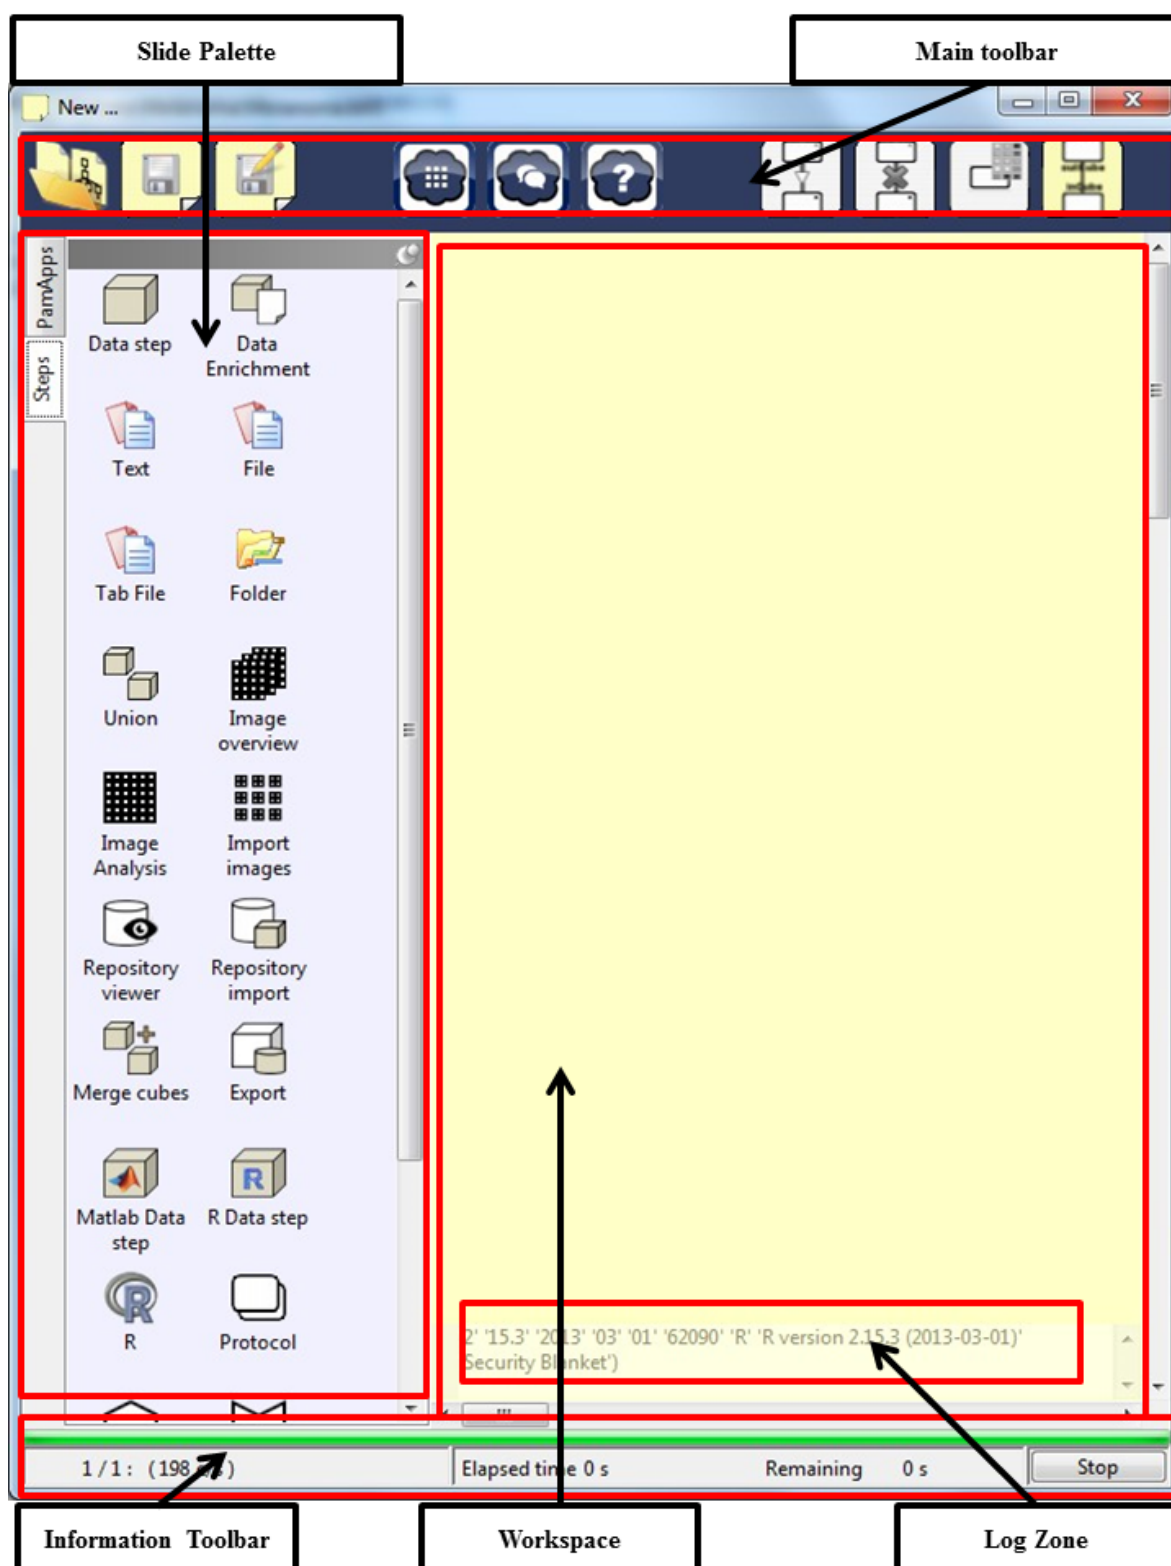 Slide Palette
Main toolbar
New ...
PamApps
Steps
Data step
Data
Enrichment
Text
File
Tab File
Folder
Union
Image
overview
Image
Analysis
Import
images
Repository
viewer
Repository
import
Merge cubes
Export
Matlab Data
step
R Data step
R
Protocol
2' '15.3' '2013' '03' '01' '62090' 'R' 'R version 2.15.3 (2013-03-01)'
Security Blanket')
1 / 1 : (198
Elapsed time 0 s
Remaining 0 s
Stop
Information Toolbar
Workspace
Log Zone